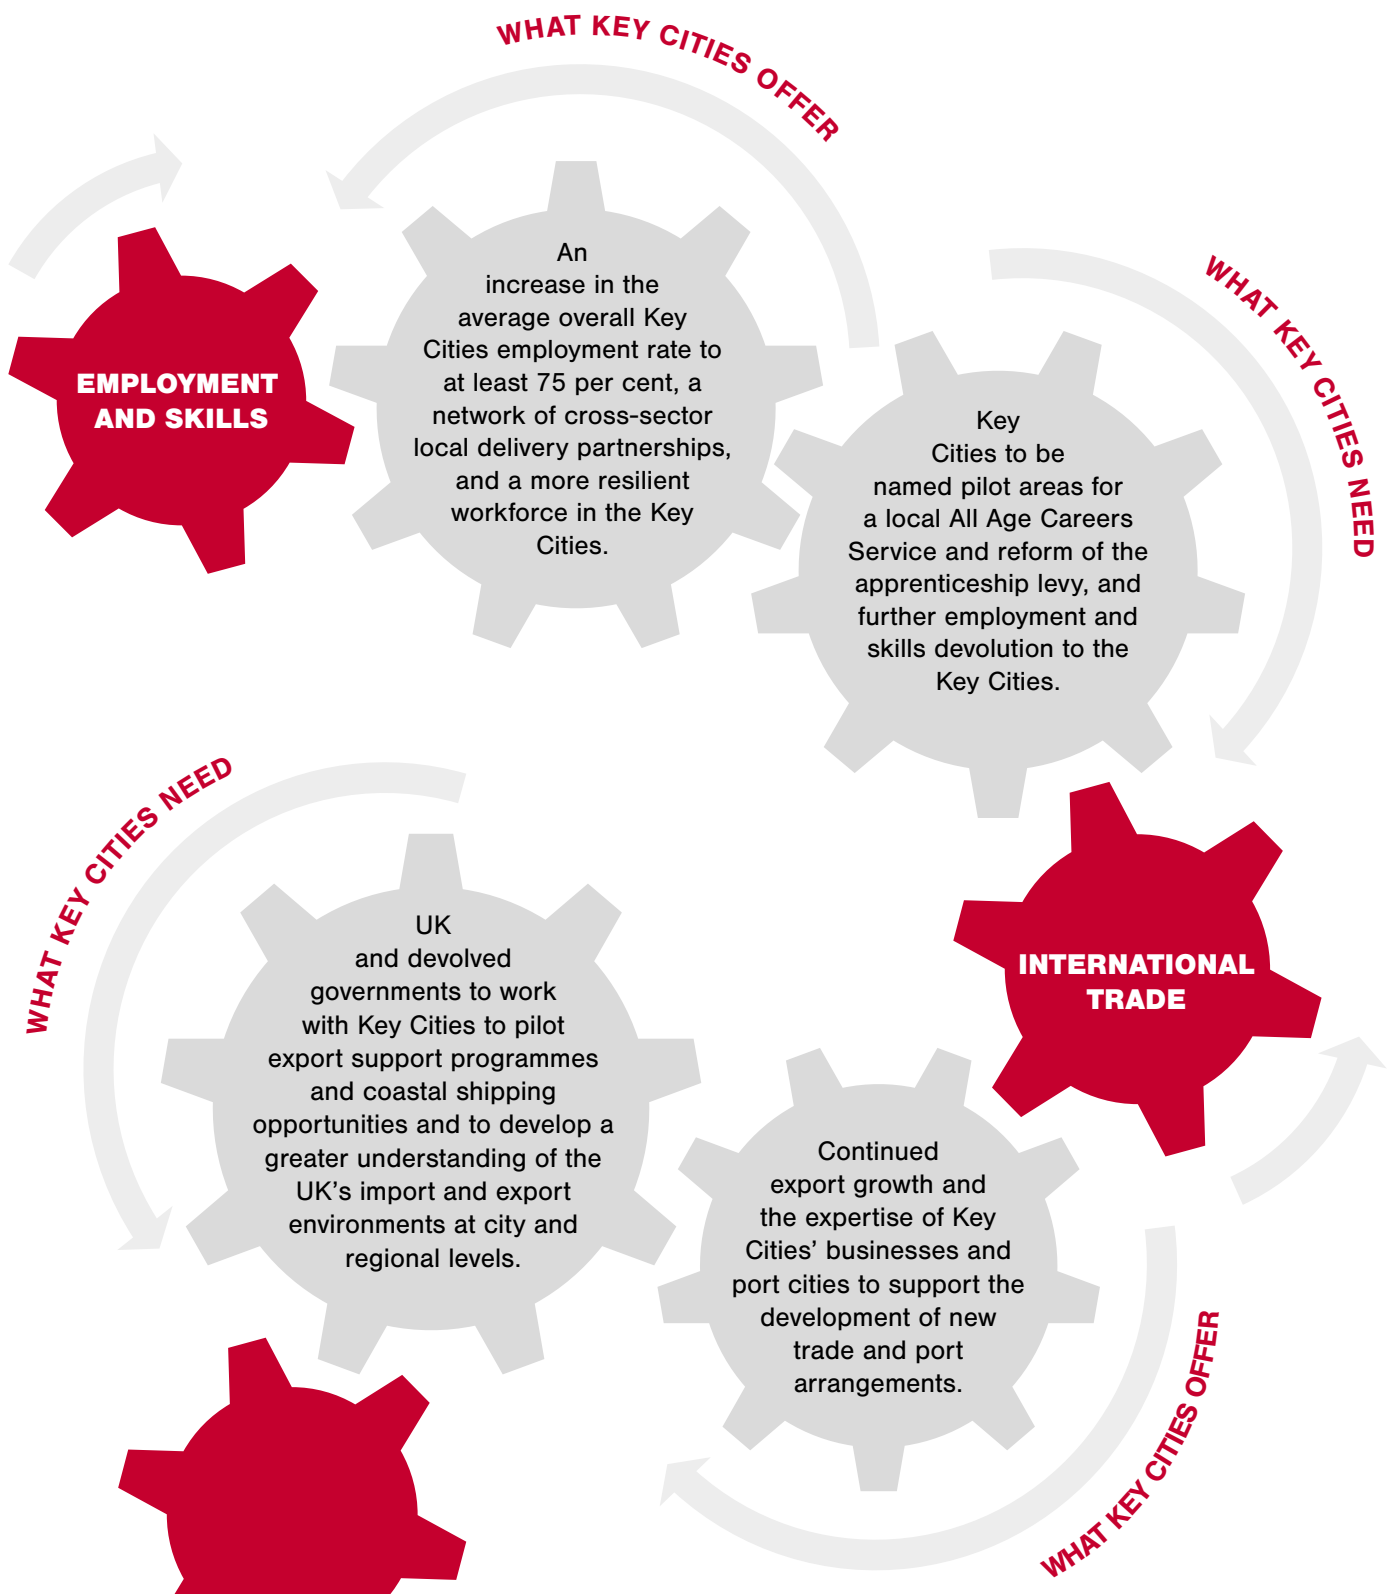 WHAT KEY CITIES OFFER
EMPLOYMENT
AND SKILLS
An
increase in the
average overall Key
Cities employment rate to
at least 75 per cent, a
network of cross-sector
local delivery partnerships,
and a more resilient
workforce in the Key
Cities.
WHAT KEY CITIES NEED
Key
Cities to be
named pilot areas for
a local All Age Careers
Service and reform of the
apprenticeship levy, and
further employment and
skills devolution to the
Key Cities.
INTERNATIONAL
TRADE
WHAT KEY CITIES OFFER
Continued
export growth and
the expertise of Key
Cities’ businesses and
port cities to support the
development of new
trade and port
arrangements.
WHAT KEY CITIES NEED
UK
and devolved
governments to work
with Key Cities to pilot
export support programmes
and coastal shipping
opportunities and to develop a
greater understanding of the
UK’s import and export
environments at city and
regional levels.